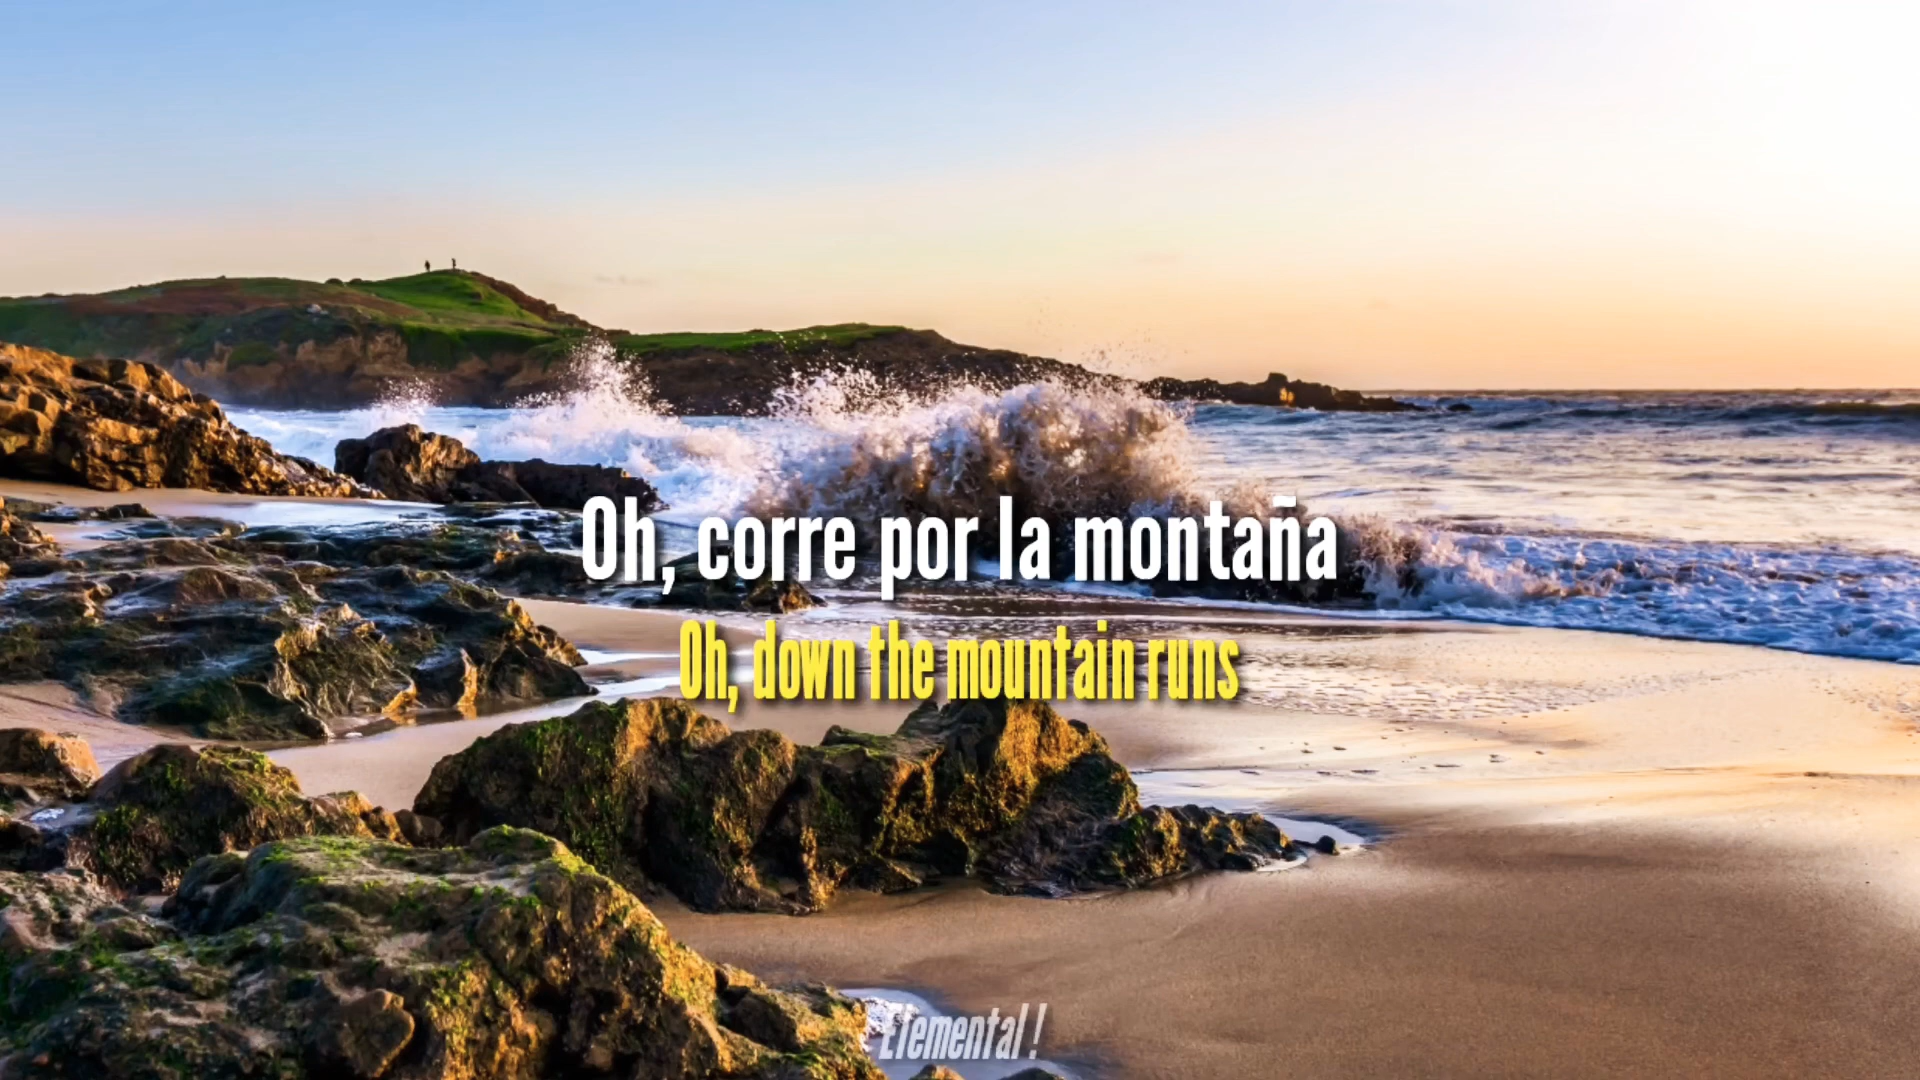 Oh, corre por la montaña
Oh, down the mountain runs
Elemental!